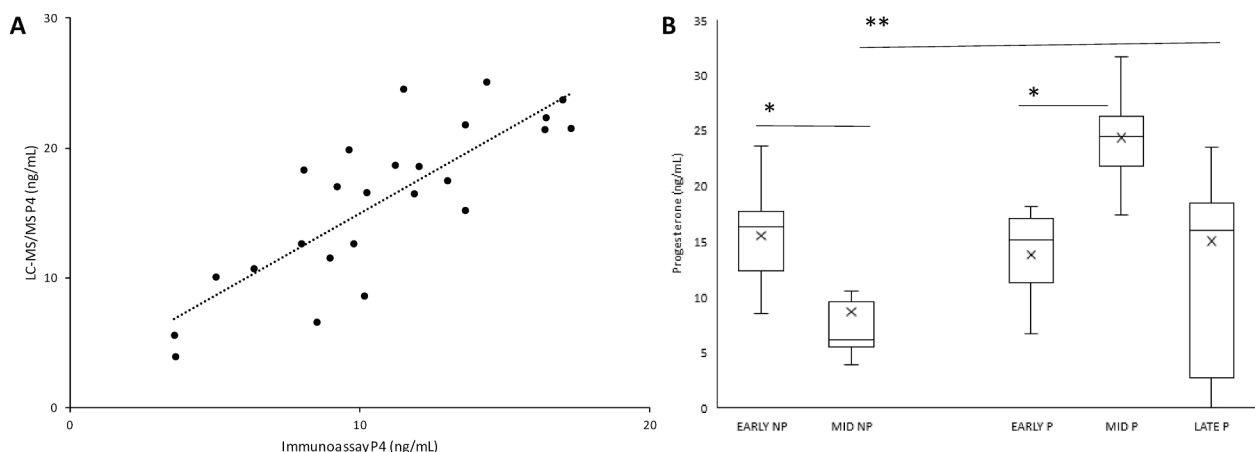 A
30
20
10
0
LC-MS/MS P4 (ng/mL)
0
10
20
Immunoassay P4 (ng/mL)
B
35
30
25
20
15
10
5
0
Progesterone (ng/mL)
*
**
*
EARLY NP
MID NP
EARLY P
MID P
LATE P